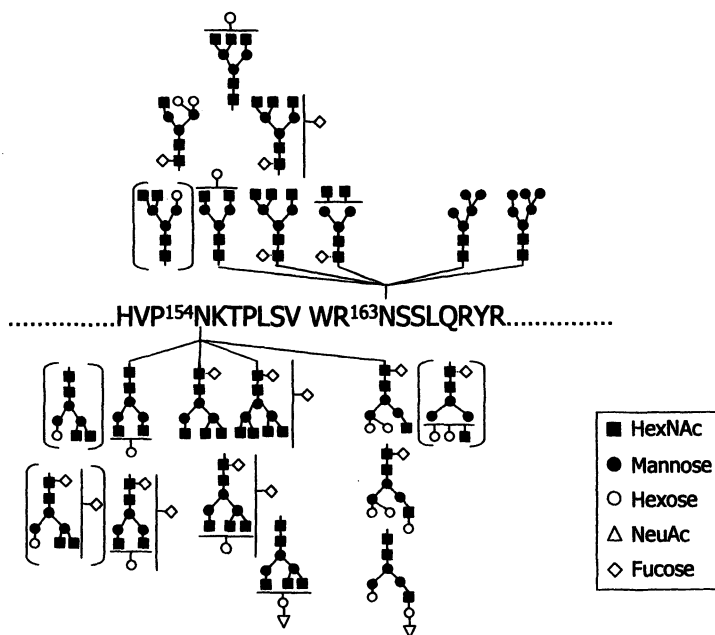 ..............HVP¹⁵⁴NKTPLSV WR¹⁶³NSSLQRYR..............
HexNAc
Mannose
Hexose
NeuAc
Fucose